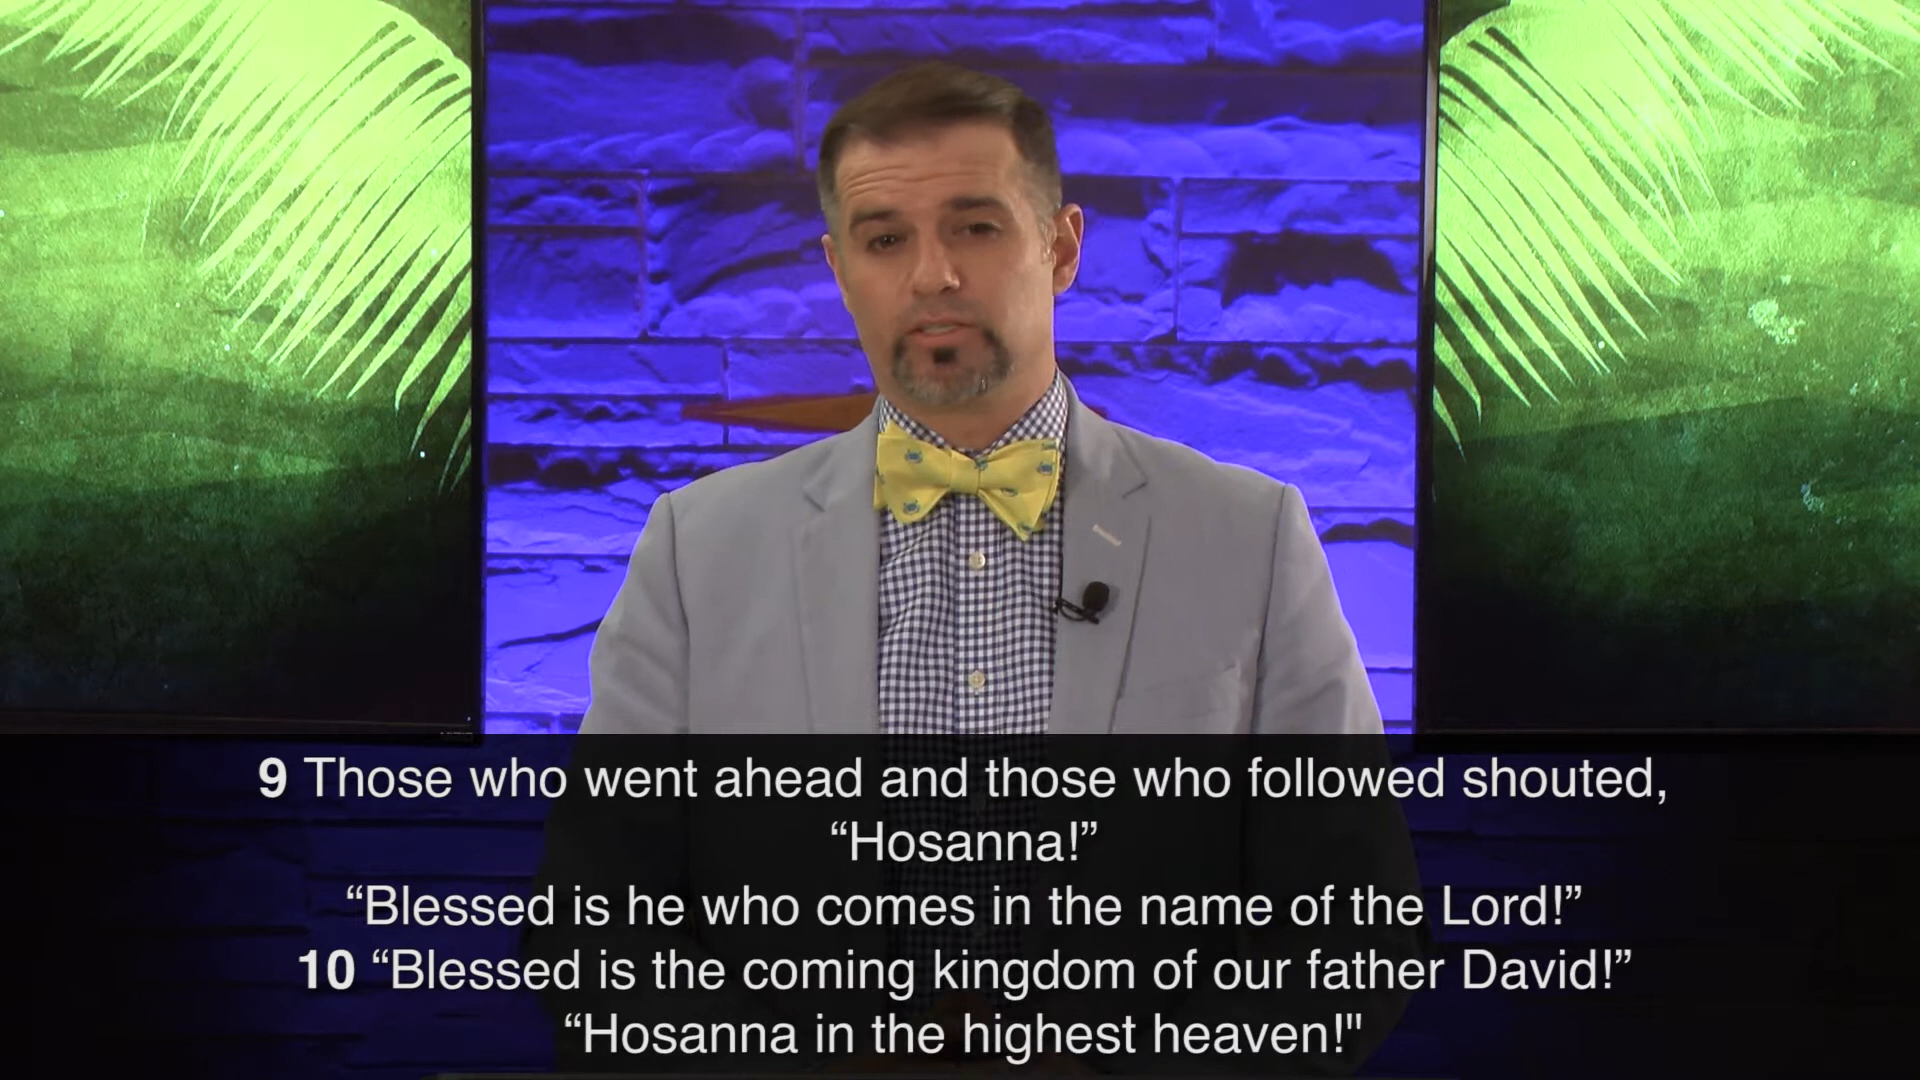 9 Those who went ahead and those who followed shouted,
“Hosanna!”
“Blessed is he who comes in the name of the Lord!”
10 “Blessed is the coming kingdom of our father David!”
“Hosanna in the highest heaven!"